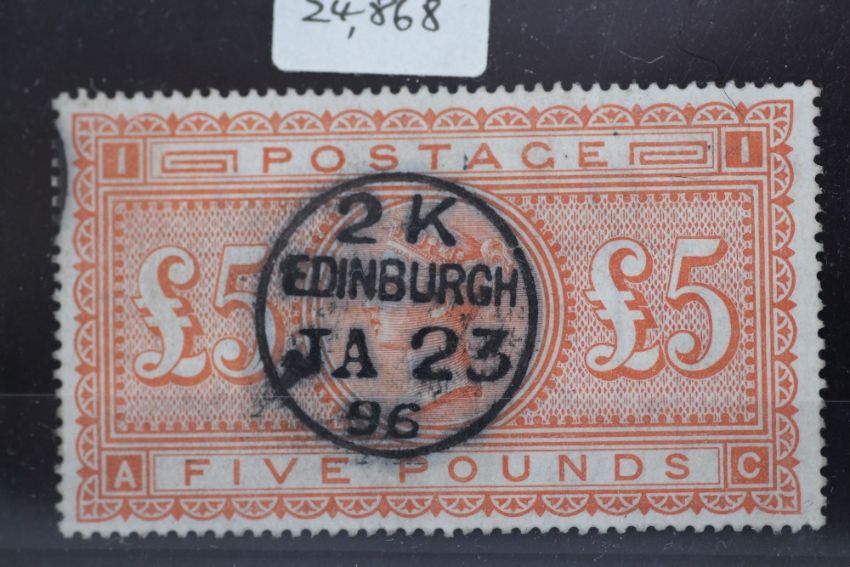 24,868
I POSTAGE I
£5 £5
2 K
EDINBURGH
JA 23
96
A FIVE POUNDS C